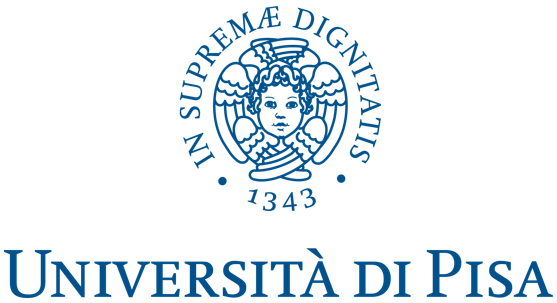 IN SUPREMÆ DIGNITATIS
• 1343 •
UNIVERSITÀ DI PISA